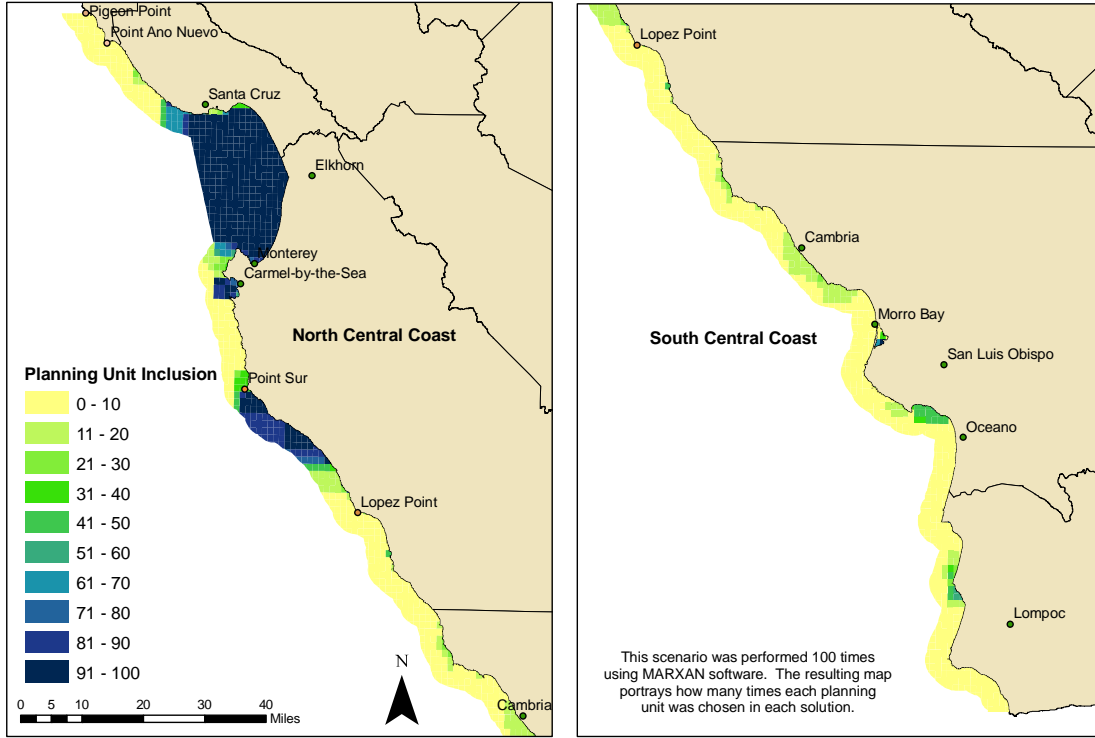 Pigeon Point
Point Ano Nuevo
Santa Cruz
Elkhorn
Monterey
Carmel-by-the-Sea
North Central Coast
Planning Unit Inclusion
Point Sur
0 - 10
11 - 20
21 - 30
31 - 40
41 - 50
51 - 60
61 - 70
71 - 80
81 - 90
91 - 100
Lopez Point
N
0 5 10 20 30 40
Miles
Cambria
Lopez Point
Cambria
Morro Bay
South Central Coast
San Luis Obispo
Oceano
Lompoc
This scenario was performed 100 times
using MARXAN software. The resulting map
portrays how many times each planning
unit was chosen in each solution.